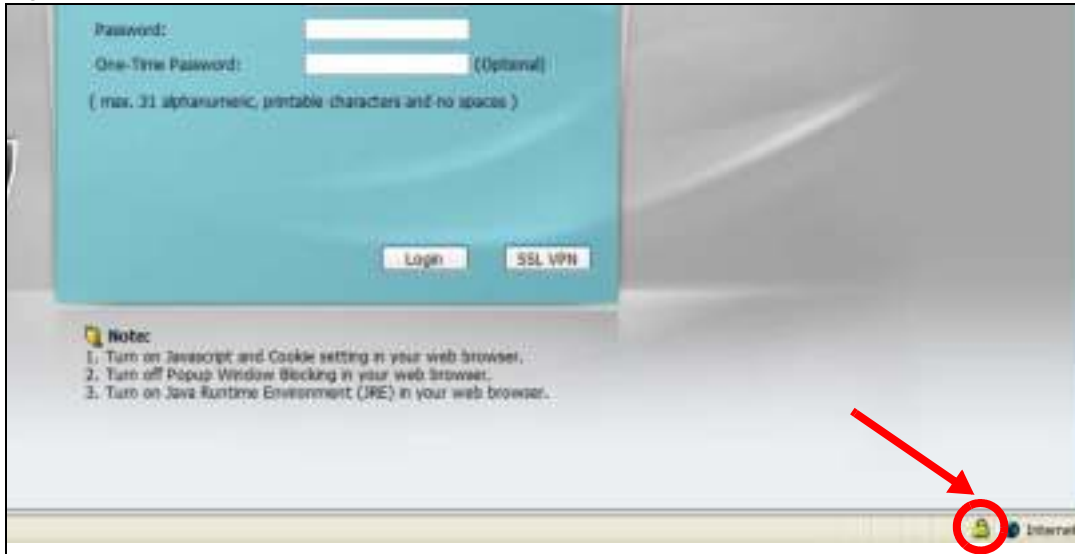 Password:
One-Time Password: (Optional)
( max. 31 alphanumeric, printable characters and no spaces )
Login SSL VPN
Note:
1. Turn on Javascript and Cookie setting in your web browser.
2. Turn off Popup Window Blocking in your web browser.
3. Turn on Java Runtime Environment (JRE) in your web browser.
Internet